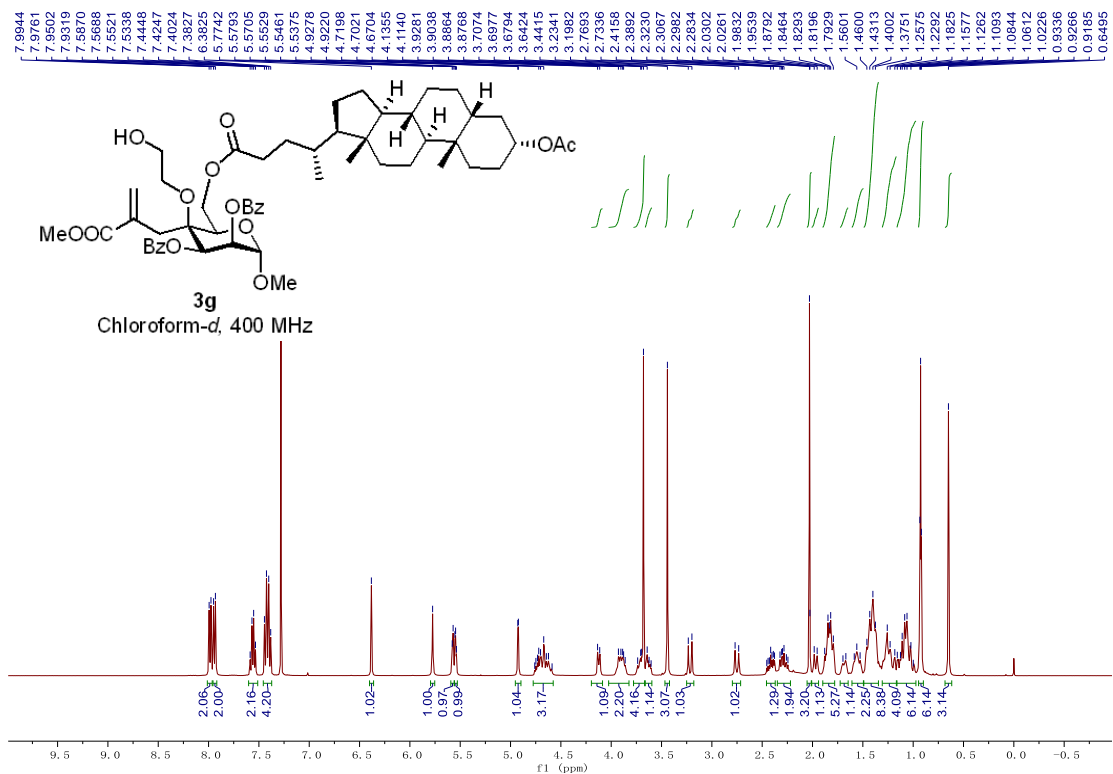 7.9944 7.9761 7.9502 7.9319 7.5870 7.5688 7.5521 7.5338 7.4448 7.4247 7.4024 7.3827 6.3825 5.7742 5.5793 5.5705 5.5529 5.5461 5.5375 4.9278 4.9220 4.7198 4.7021 4.6704 4.1355 4.1140 3.9281 3.9038 3.8864 3.8768 3.7074 3.6977 3.6794 3.6424 3.4415 3.2341 3.1982 2.7693 2.7336 2.4158 2.3892 2.3230 2.3067 2.2982 2.2834 2.0302 2.0261 1.9832 1.9539 1.8792 1.8464 1.8293 1.8196 1.7929 1.5601 1.4600 1.4313 1.4002 1.3751 1.2575 1.2292 1.1825 1.1577 1.1262 1.1093 1.0844 1.0612 1.0226 0.9336 0.9266 0.9185 0.6495
H
H
O
HO
H
H
OAc
O
O
OBz
O
MeOOC
BzO
OMe
3g
Chloroform-d, 400 MHz
2.06 2.07 2.16 4.20 1.02 1.00 0.97 0.99 1.04 3.17 1.09 2.20 4.16 1.14 3.07 1.03 1.02 1.29 1.94 3.20 1.13 5.27 1.14 2.25 8.38 4.09 6.14 6.14 3.14
9.5 9.0 8.5 8.0 7.5 7.0 6.5 6.0 5.5 5.0 4.5 4.0 3.5 3.0 2.5 2.0 1.5 1.0 0.5 0.0 -0.5
f1 (ppm)